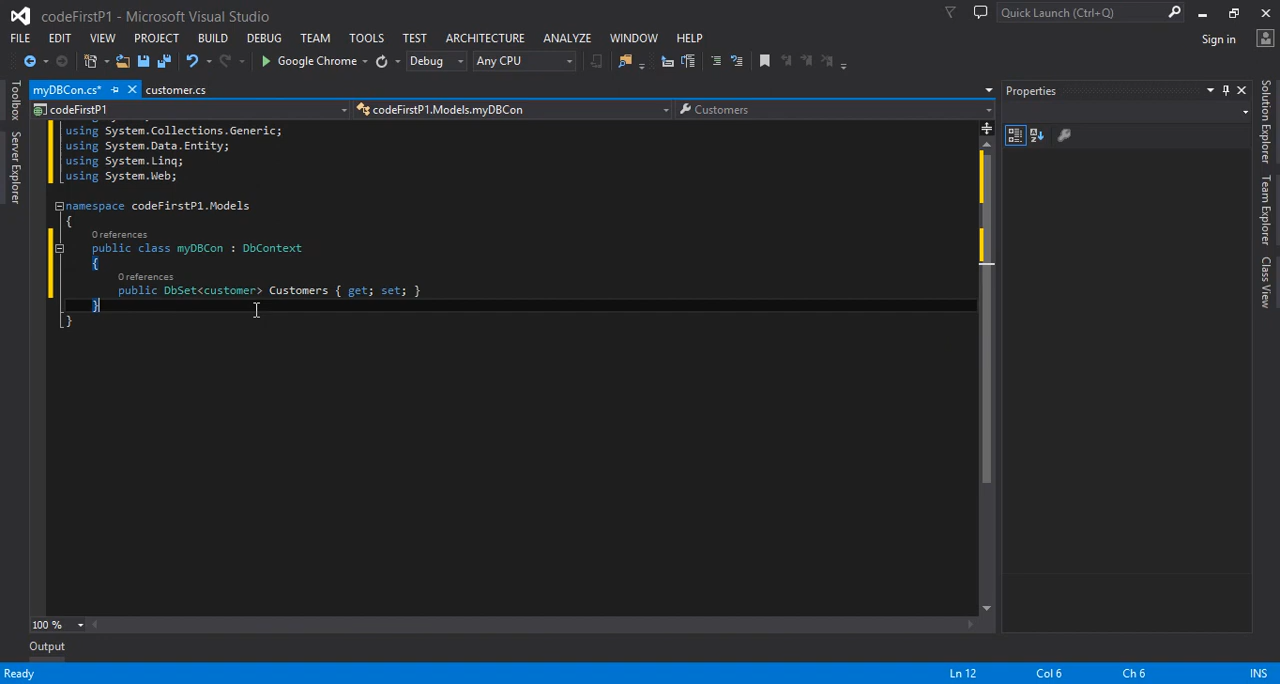 codeFirstP1 - Microsoft Visual Studio
Quick Launch (Ctrl+Q)
FILE EDIT VIEW PROJECT BUILD DEBUG TEAM TOOLS TEST ARCHITECTURE ANALYZE WINDOW HELP
Sign in
Google Chrome Debug Any CPU
myDBCon.cs* customer.cs
codeFirstP1 codeFirstP1.Models.myDBCon Customers
using System.Collections.Generic;
using System.Data.Entity;
using System.Linq;
using System.Web;
namespace codeFirstP1.Models
{
0 references
public class myDBCon : DbContext
{
0 references
public DbSet<customer> Customers { get; set; }
}
}
100 %
Output
Ready Ln 12 Col 6 Ch 6 INS
Toolbox
Server Explorer
Properties
Solution Explorer
Team Explorer
Class View